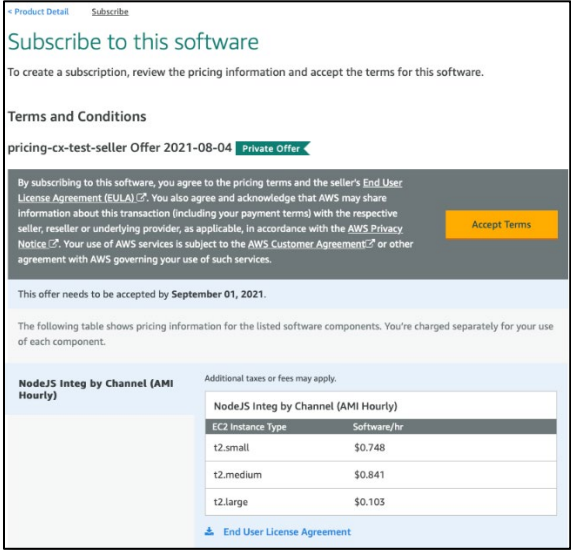 < Product Detail Subscribe
Subscribe to this software
To create a subscription, review the pricing information and accept the terms for this software.
Terms and Conditions
pricing-cx-test-seller Offer 2021-08-04 Private Offer
By subscribing to this software, you agree to the pricing terms and the seller's End User
License Agreement (EULA). You also agree and acknowledge that AWS may share
information about this transaction (including your payment terms) with the respective
seller, reseller or underlying provider, as applicable, in accordance with the AWS Privacy
Notice. Your use of AWS services is subject to the AWS Customer Agreement or other
agreement with AWS governing your use of such services.
Accept Terms
This offer needs to be accepted by September 01, 2021.
The following table shows pricing information for the listed software components. You're charged separately for your use
of each component.
NodeJS Integ by Channel (AMI
Hourly)
Additional taxes or fees may apply.
NodeJS Integ by Channel (AMI Hourly)
EC2 Instance Type Software/hr
t2.small $0.748
t2.medium $0.841
t2.large $0.103
End User License Agreement